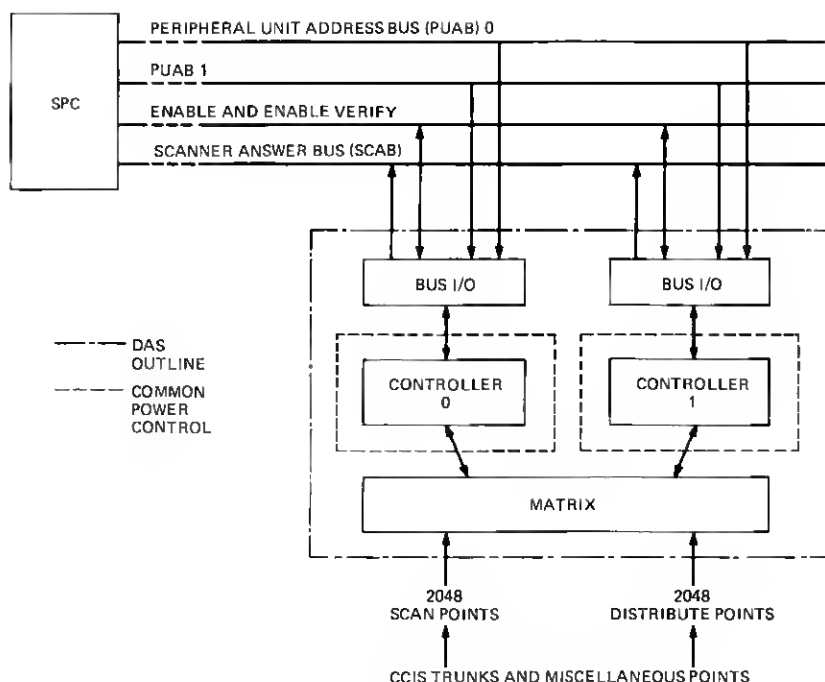 PERIPHERAL UNIT ADDRESS BUS (PUAB) 0
PUAB 1
SPC
ENABLE AND ENABLE VERIFY
SCANNER ANSWER BUS (SCAB)
BUS I/O
BUS I/O
DAS
OUTLINE
COMMON
POWER
CONTROL
CONTROLLER
0
CONTROLLER
1
MATRIX
2048
SCAN POINTS
2048
DISTRIBUTE POINTS
CCIS TRUNKS AND MISCELLANEOUS POINTS